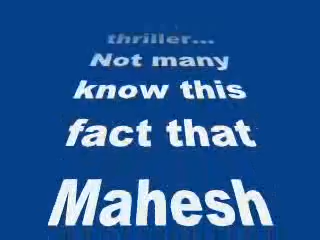 thriller...
Not many
know this
fact that
Mahesh